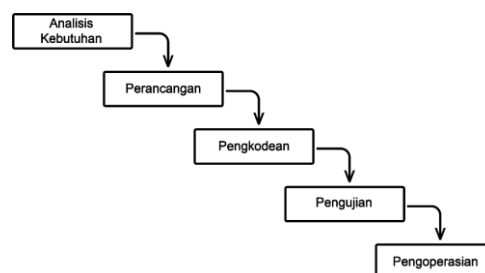 Analisis
Kebutuhan
Perancangan
Pengkodean
Pengujian
Pengoperasian